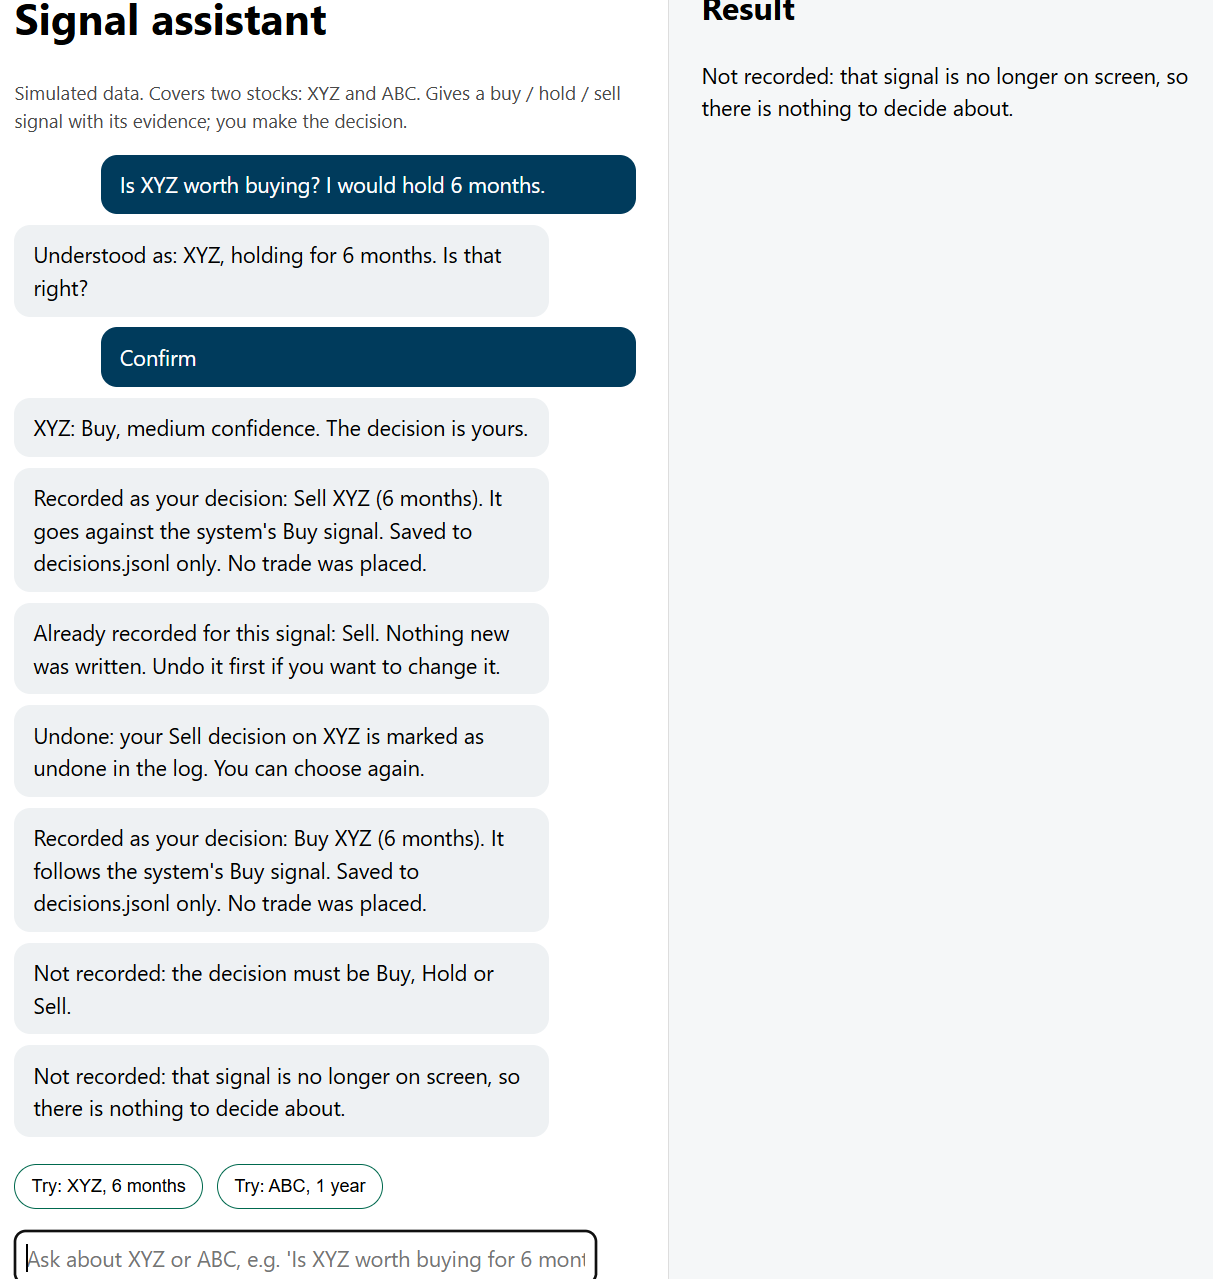 Signal assistant
Simulated data. Covers two stocks: XYZ and ABC. Gives a buy / hold / sell
signal with its evidence; you make the decision.
Is XYZ worth buying? I would hold 6 months.
Understood as: XYZ, holding for 6 months. Is that
right?
Confirm
XYZ: Buy, medium confidence. The decision is yours.
Recorded as your decision: Sell XYZ (6 months). It
goes against the system's Buy signal. Saved to
decisions.jsonl only. No trade was placed.
Already recorded for this signal: Sell. Nothing new
was written. Undo it first if you want to change it.
Undone: your Sell decision on XYZ is marked as
undone in the log. You can choose again.
Recorded as your decision: Buy XYZ (6 months). It
follows the system's Buy signal. Saved to
decisions.jsonl only. No trade was placed.
Not recorded: the decision must be Buy, Hold or
Sell.
Not recorded: that signal is no longer on screen, so
there is nothing to decide about.
Try: XYZ, 6 months
Try: ABC, 1 year
Ask about XYZ or ABC, e.g. 'Is XYZ worth buying for 6 mont
Result
Not recorded: that signal is no longer on screen, so
there is nothing to decide about.